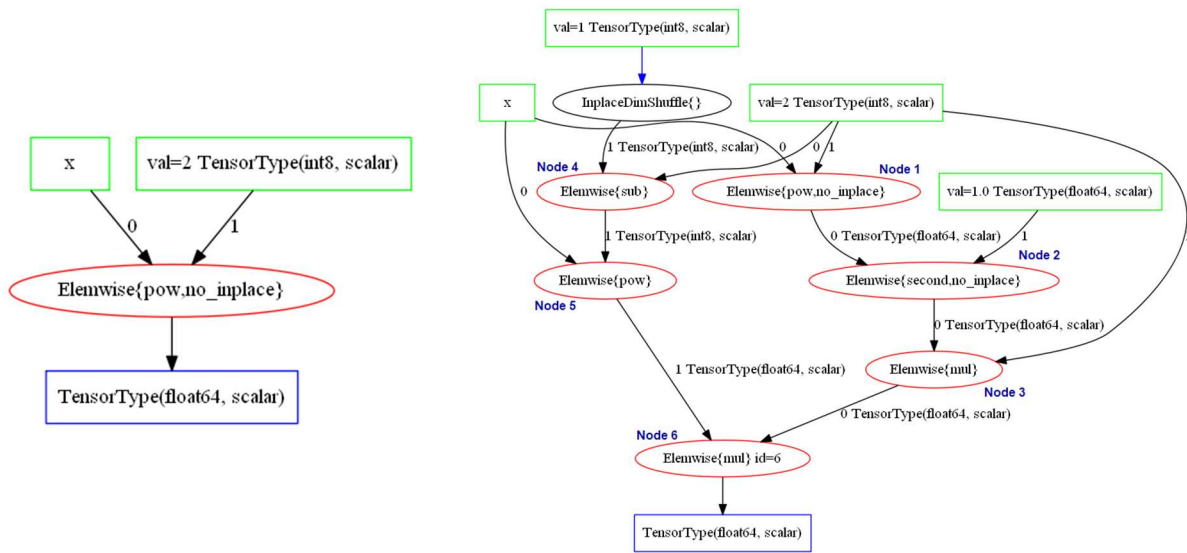 x
val=2 TensorType(int8, scalar)
0
1
Elemwise{pow,no_inplace}
TensorType(float64, scalar)
val=1 TensorType(int8, scalar)
x
InplaceDimShuffle{}
val=2 TensorType(int8, scalar)
1 TensorType(int8, scalar)
0
0
1
Node 4
Node 1
0
Elemwise{sub}
Elemwise{pow,no_inplace}
val=1.0 TensorType(float64, scalar)
1 TensorType(int8, scalar)
0 TensorType(float64, scalar)
1
Node 2
Elemwise{pow}
Elemwise{second,no_inplace}
Node 5
0 TensorType(float64, scalar)
1 TensorType(float64, scalar)
Elemwise{mul}
Node 3
0 TensorType(float64, scalar)
Node 6
Elemwise{mul} id=6
TensorType(float64, scalar)